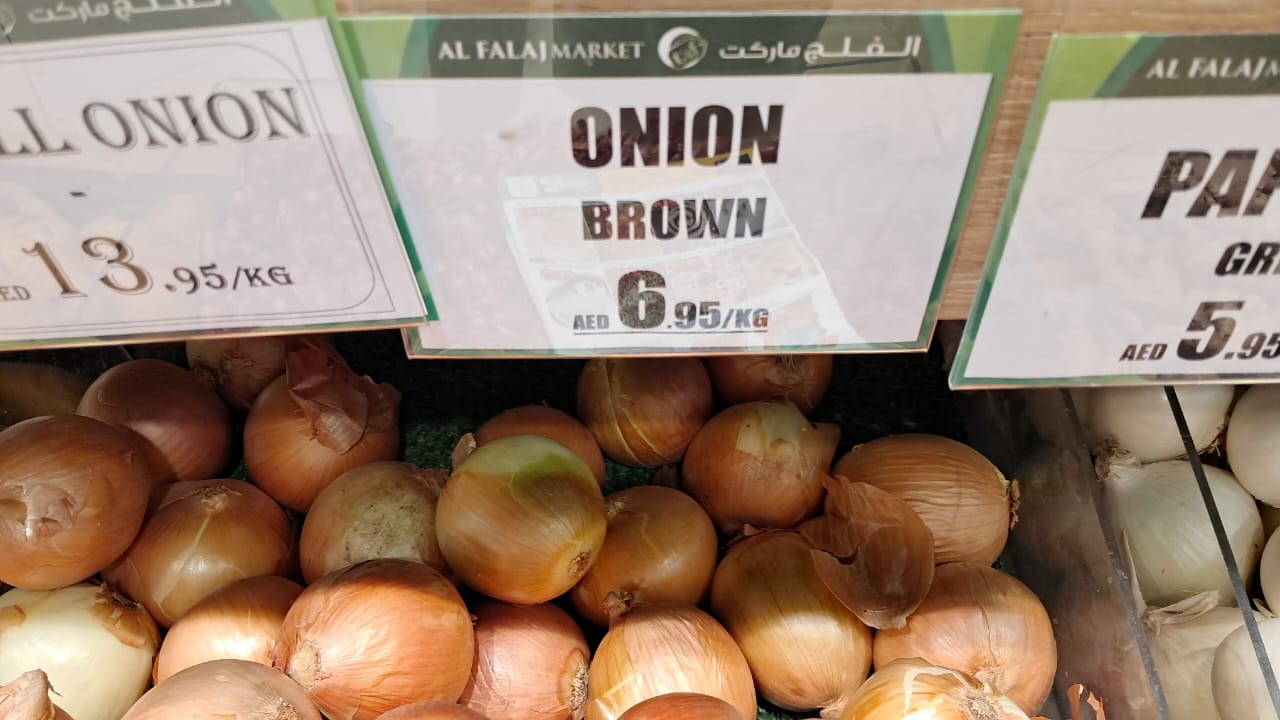 الفلج ماركت
LL ONION
-
ED 13.95/KG
AL FALAJ MARKET الفلج ماركت
ONION
BROWN
AED 6.95/KG
AL FALAJ M
PA
GR
AED 5.95